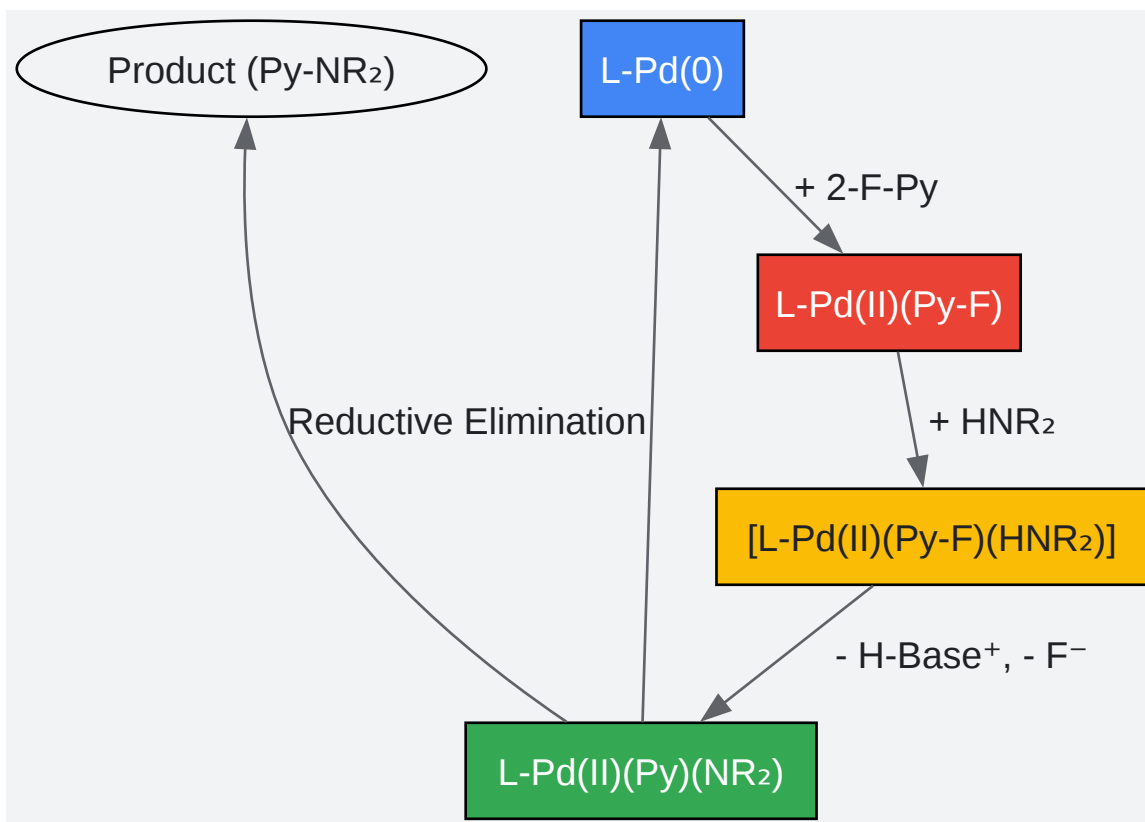 Product (Py-NR₂)
L-Pd(0)
+ 2-F-Py
L-Pd(II)(Py-F)
Reductive Elimination
+ HNR₂
[L-Pd(II)(Py-F)(HNR₂)]
- H-Base⁺, - F⁻
L-Pd(II)(Py)(NR₂)